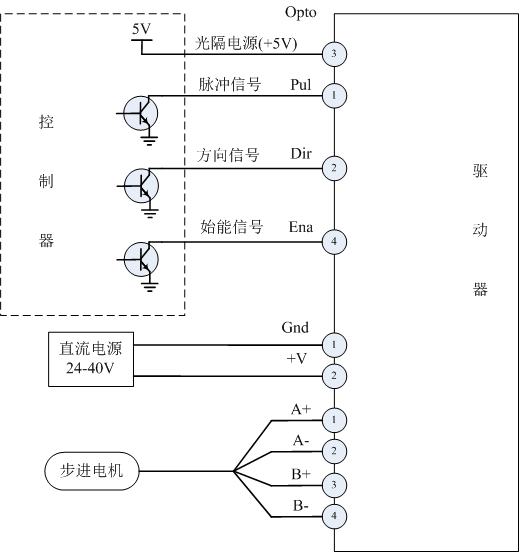 Opto
5V
光隔电源(+5V)
3
脉冲信号 Pul
1
控制器
方向信号 Dir
2
驱动器
始能信号 Ena
4
Gnd
1
直流电源
24-40V
+V
2
A+
1
A-
2
步进电机
B+
3
B-
4